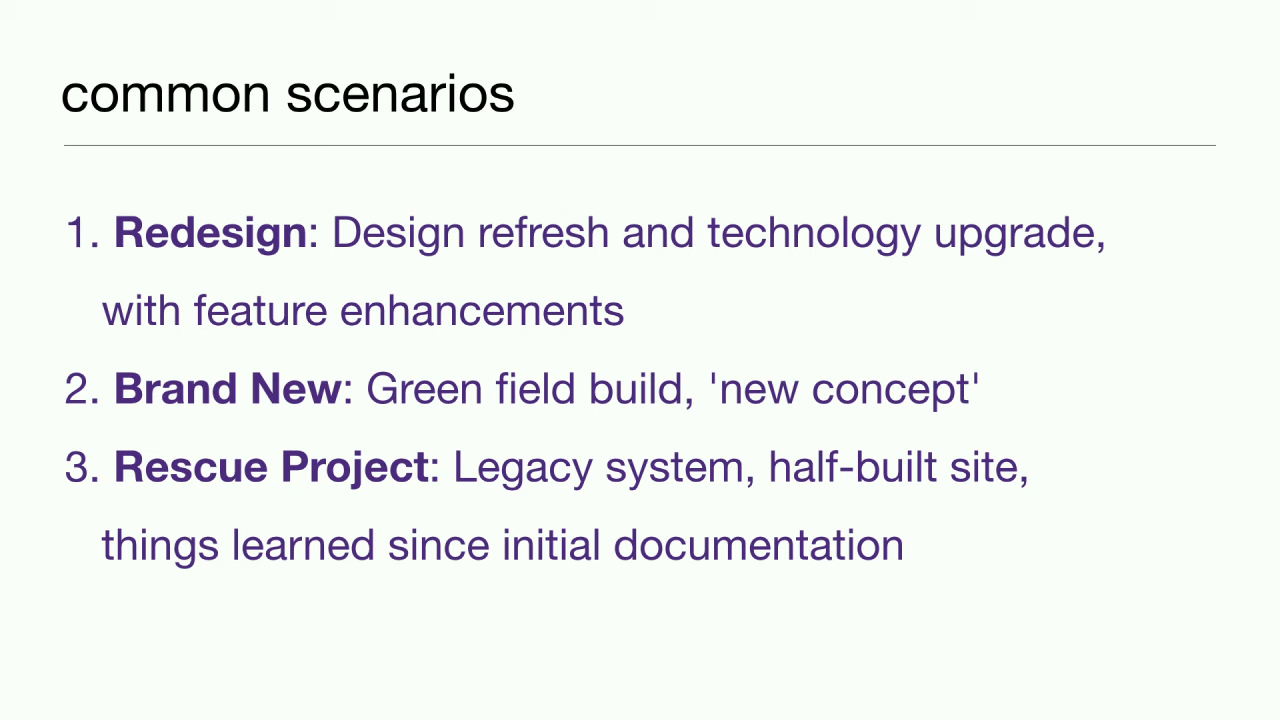 common scenarios
1. Redesign: Design refresh and technology upgrade,
with feature enhancements
2. Brand New: Green field build, 'new concept'
3. Rescue Project: Legacy system, half-built site,
things learned since initial documentation